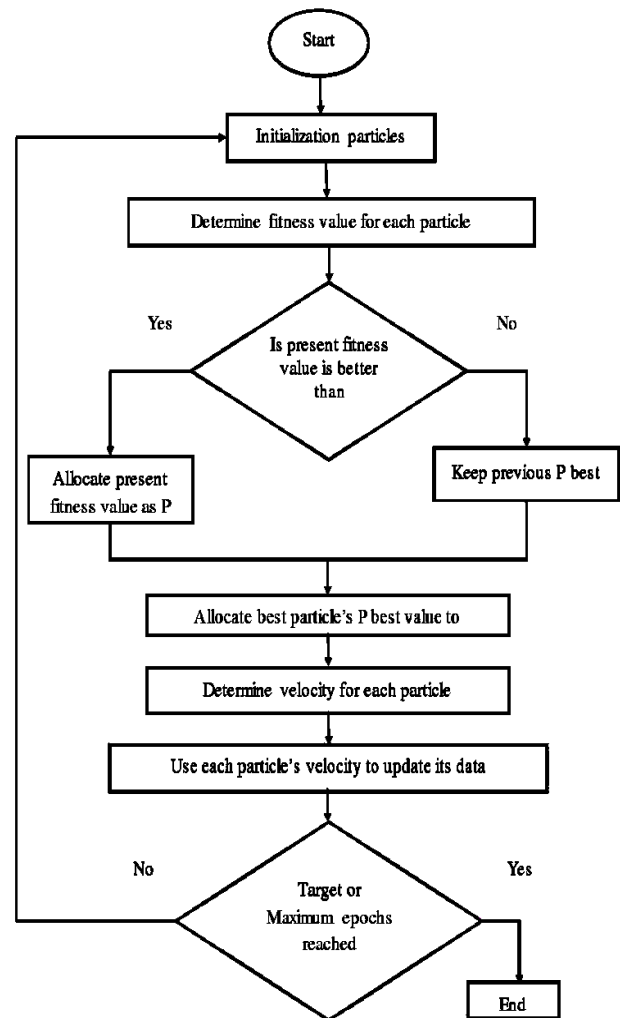 Start
Initialization particles
Determine fitness value for each particle
Yes
No
Is present fitness
value is better
than
Allocate present
fitness value as P
Keep previous P best
Allocate best particle's P best value to
Determine velocity for each particle
Use each particle's velocity to update its data
No
Yes
Target or
Maximum epochs
reached
End